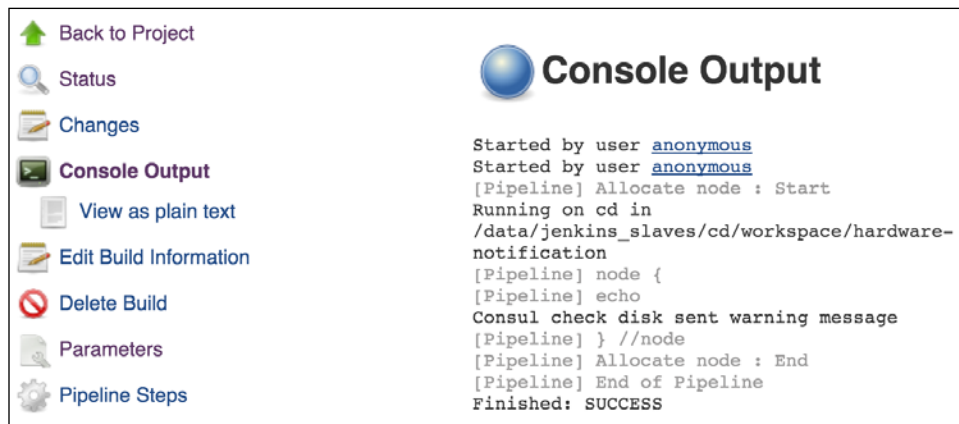 Back to Project
Status
Changes
Console Output
View as plain text
Edit Build Information
Delete Build
Parameters
Pipeline Steps
Console Output
Started by user anonymous
Started by user anonymous
[Pipeline] Allocate node : Start
Running on cd in
/data/jenkins_slaves/cd/workspace/hardware-
notification
[Pipeline] node {
[Pipeline] echo
Consul check disk sent warning message
[Pipeline] } //node
[Pipeline] Allocate node : End
[Pipeline] End of Pipeline
Finished: SUCCESS